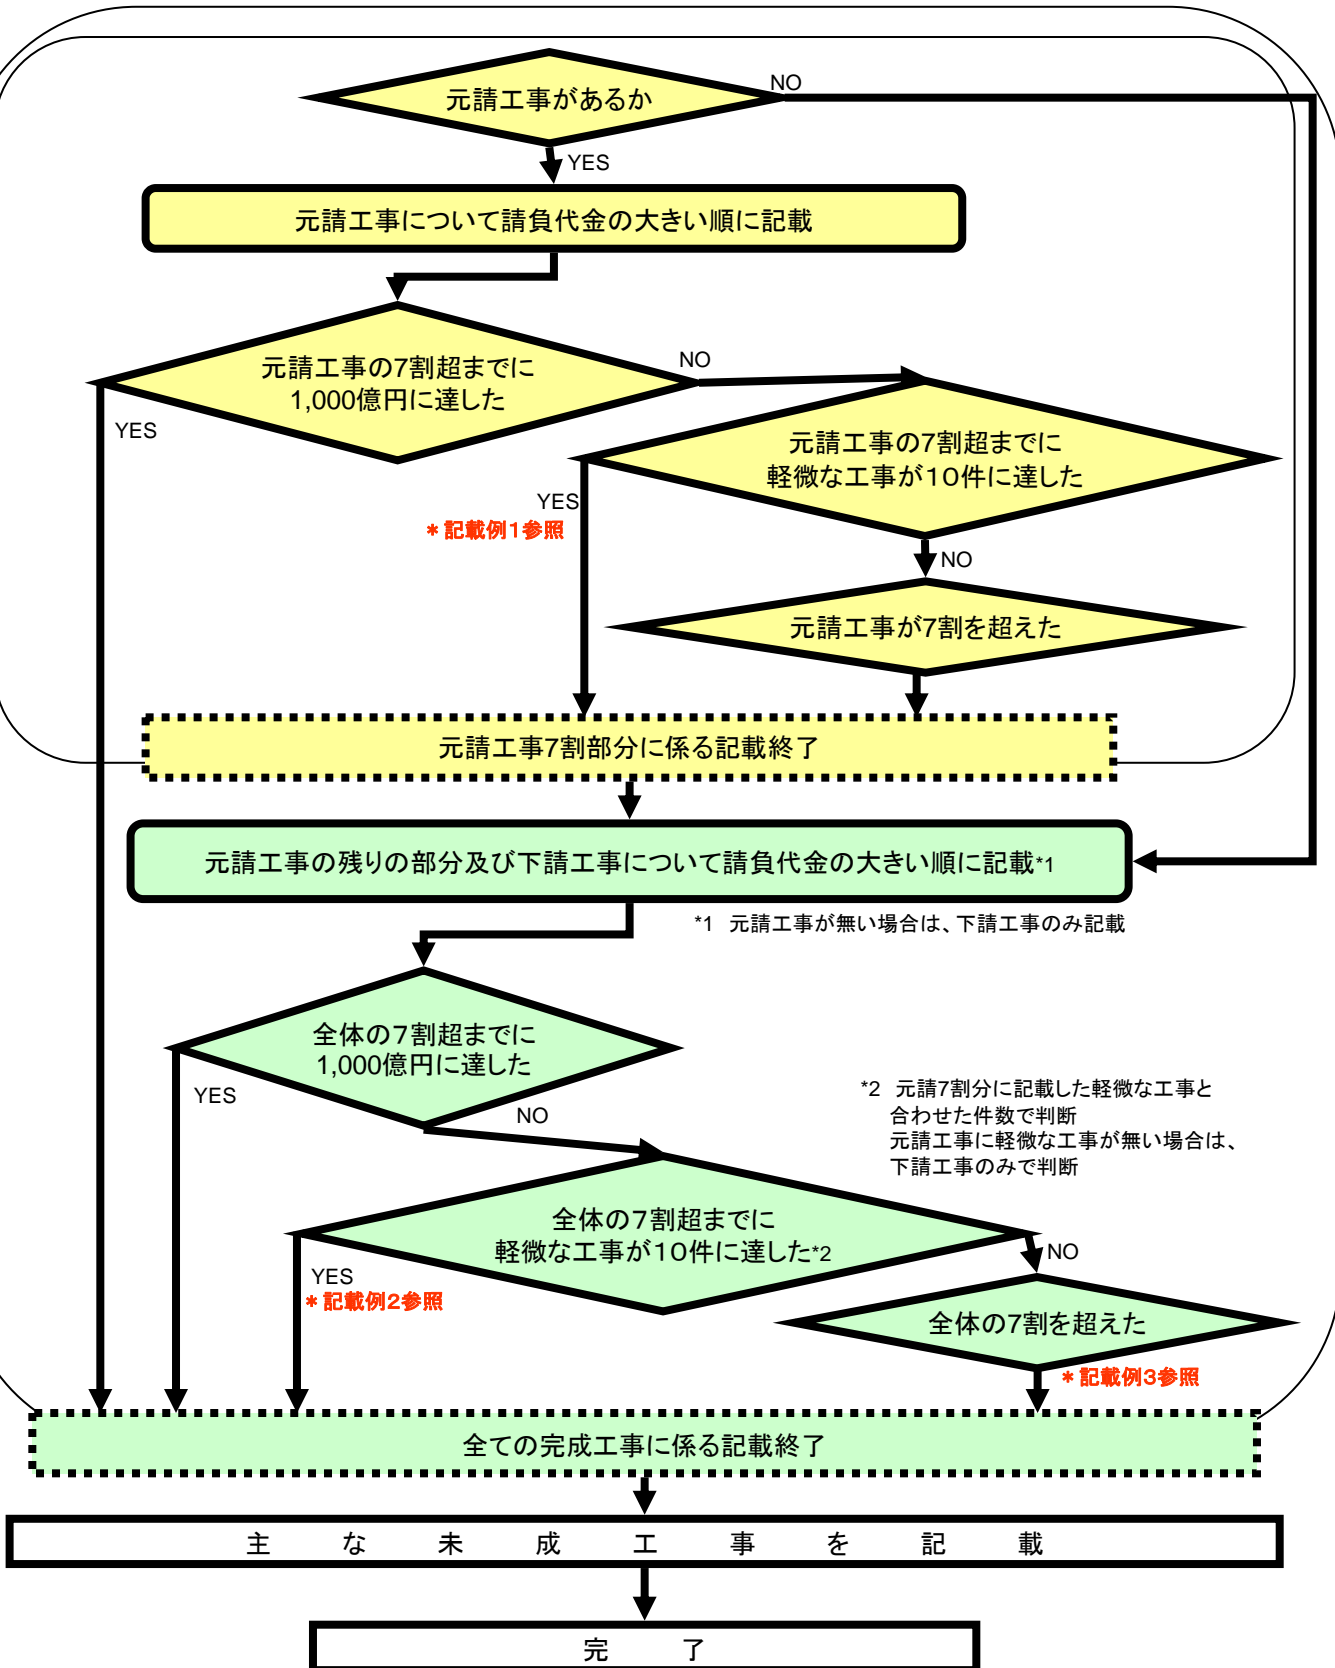 元請工事があるか
NO
YES
元請工事について請負代金の大きい順に記載
元請工事の7割超までに
1,000億円に達した
NO
YES
元請工事の7割超までに
軽微な工事が10件に達した
YES
*記載例1参照
NO
元請工事が7割を超えた
元請工事7割部分に係る記載終了
元請工事の残りの部分及び下請工事について請負代金の大きい順に記載*1
*1 元請工事が無い場合は、下請工事のみ記載
全体の7割超までに
1,000億円に達した
YES
NO
*2 元請7割分に記載した軽微な工事と
合わせた件数で判断
元請工事に軽微な工事が無い場合は、
下請工事のみで判断
全体の7割超までに
軽微な工事が10件に達した*2
YES
*記載例2参照
NO
全体の7割を超えた
*記載例3参照
全ての完成工事に係る記載終了
主な未成工事を記載
完了